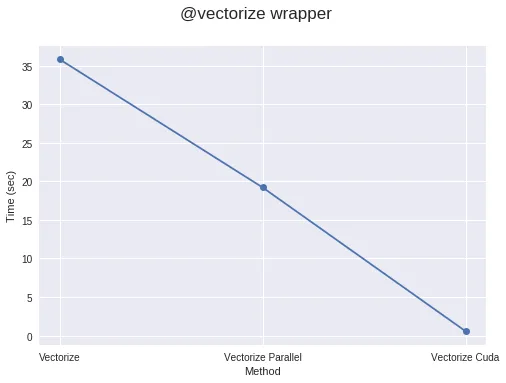 @vectorize wrapper
35
30
25
20
15
10
5
0
Time (sec)
Vectorize
Vectorize Parallel
Vectorize Cuda
Method